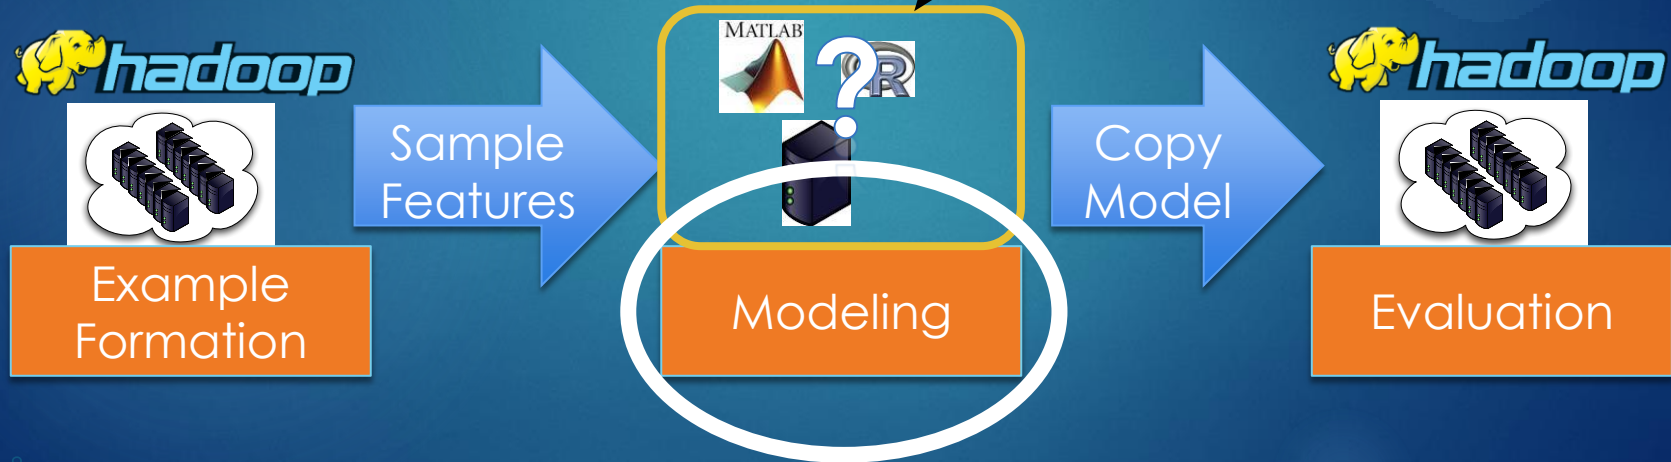 hadoop
Example
Formation
Sample
Features
MATLAB
?
R
Modeling
Copy
Model
hadoop
Evaluation